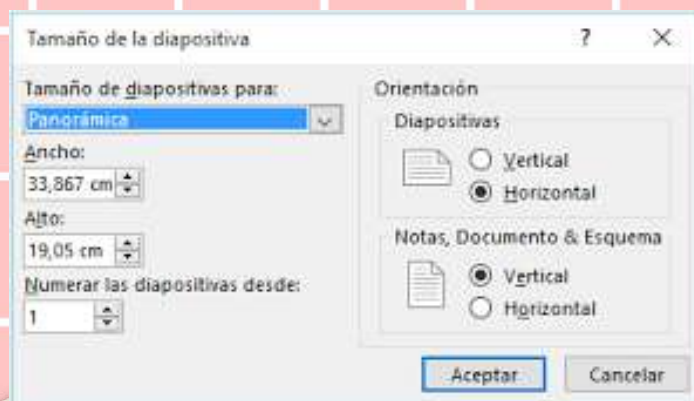 Tamaño de la diapositiva
Tamaño de diapositivas para:
Panorámica
Ancho:
33,867 cm
Alto:
19,05 cm
Numerar las diapositivas desde:
1
Orientación
Diapositivas
Vertical
Horizontal
Notas, Documento & Esquema
Vertical
Horizontal
Aceptar
Cancelar